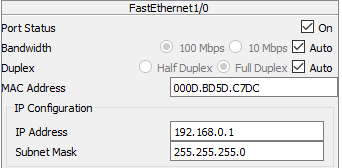 FastEthernet1/0
Port Status On
Bandwidth 100 Mbps 10 Mbps Auto
Duplex Half Duplex Full Duplex Auto
MAC Address 000D.BD5D.C7DC
IP Configuration
IP Address 192.168.0.1
Subnet Mask 255.255.255.0